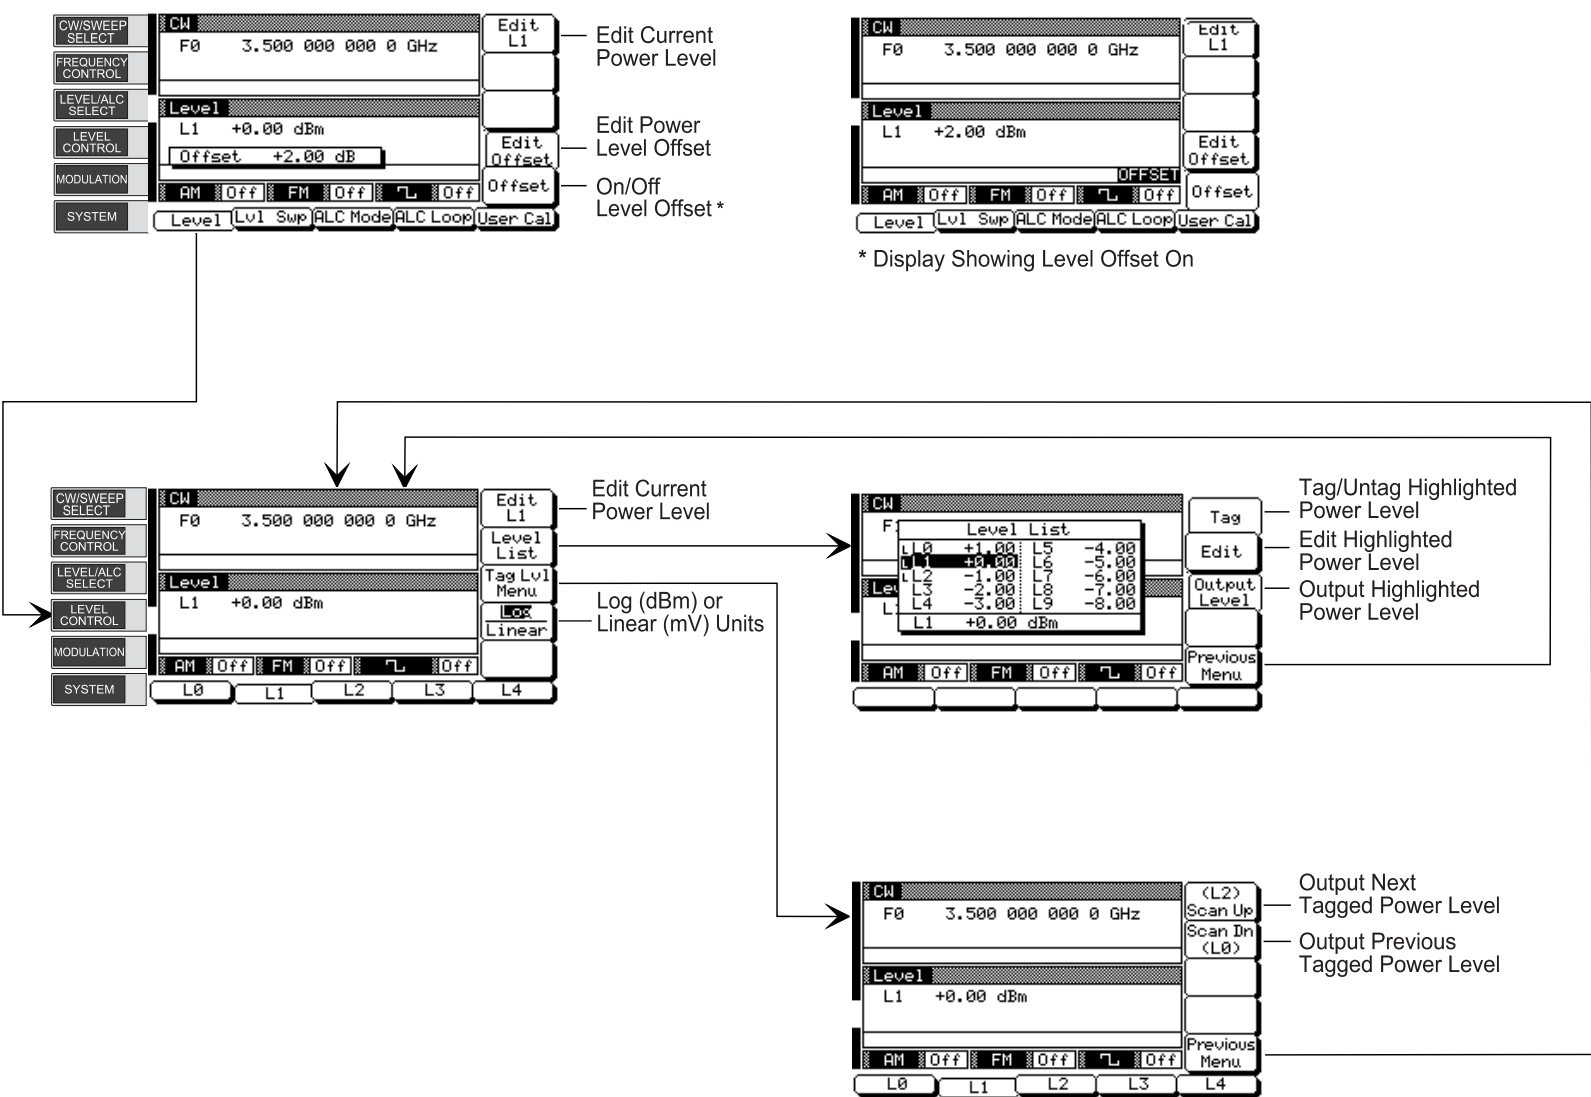 CW/SWEEP
SELECT
FREQUENCY
CONTROL
LEVEL/ALC
SELECT
LEVEL
CONTROL
MODULATION
SYSTEM
CW
F0 3.500 000 000 0 GHz
Level
L1 +0.00 dBm
Offset +2.00 dB
AM Off FM Off Off
Level Lvl Swp ALC Mode ALC Loop User Cal
Edit
L1
Edit
Offset
Offset
Edit Current
Power Level
Edit Power
Level Offset
On/Off
Level Offset *
CW
F0 3.500 000 000 0 GHz
Level
L1 +2.00 dBm
OFFSET
AM Off FM Off Off
Level Lvl Swp ALC Mode ALC Loop User Cal
Edit
L1
Edit
Offset
Offset
* Display Showing Level Offset On
CW/SWEEP
SELECT
FREQUENCY
CONTROL
LEVEL/ALC
SELECT
LEVEL
CONTROL
MODULATION
SYSTEM
CW
F0 3.500 000 000 0 GHz
Level
L1 +0.00 dBm
AM Off FM Off Off
L0 L1 L2 L3 L4
Edit
L1
Level
List
Tag Lvl
Menu
Log
Linear
Edit Current
Power Level
Log (dBm) or
Linear (mV) Units
CW
F
Level List
L L0 +1.00 L5 -4.00
L L1 +0.00 L6 -5.00
L L2 -1.00 L7 -6.00
L3 -2.00 L8 -7.00
L4 -3.00 L9 -8.00
L1 +0.00 dBm
Lev
L
AM Off FM Off Off
Tag
Edit
Output
Level
Previous
Menu
Tag/Untag Highlighted
Power Level
Edit Highlighted
Power Level
Output Highlighted
Power Level
CW
F0 3.500 000 000 0 GHz
Level
L1 +0.00 dBm
AM Off FM Off Off
L0 L1 L2 L3 L4
(L2)
Scan Up
Scan Dn
(L0)
Previous
Menu
Output Next
Tagged Power Level
Output Previous
Tagged Power Level